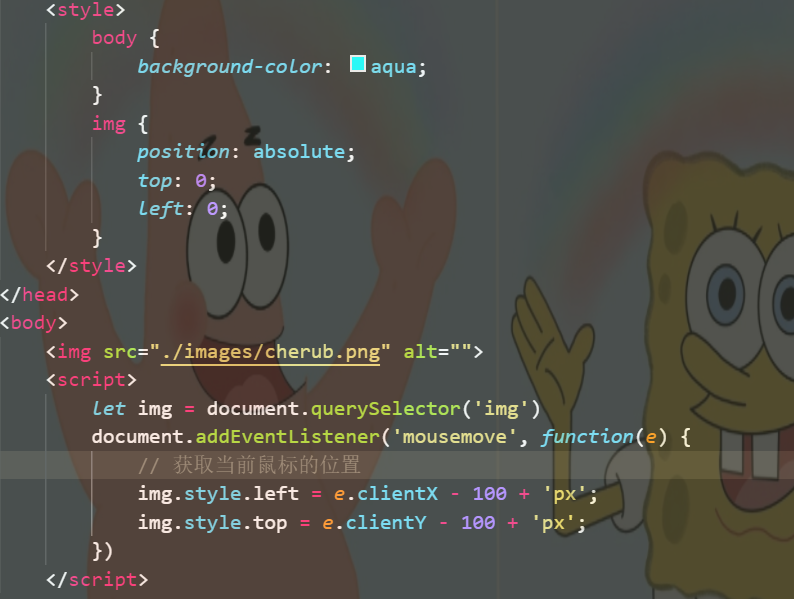 <style>
body {
background-color: aqua;
}
img {
position: absolute;
top: 0;
left: 0;
}
</style>
</head>
<body>
<img src="./images/cherub.png" alt="">
<script>
let img = document.querySelector('img')
document.addEventListener('mousemove', function(e) {
// 获取当前鼠标的位置
img.style.left = e.clientX - 100 + 'px';
img.style.top = e.clientY - 100 + 'px';
})
</script>